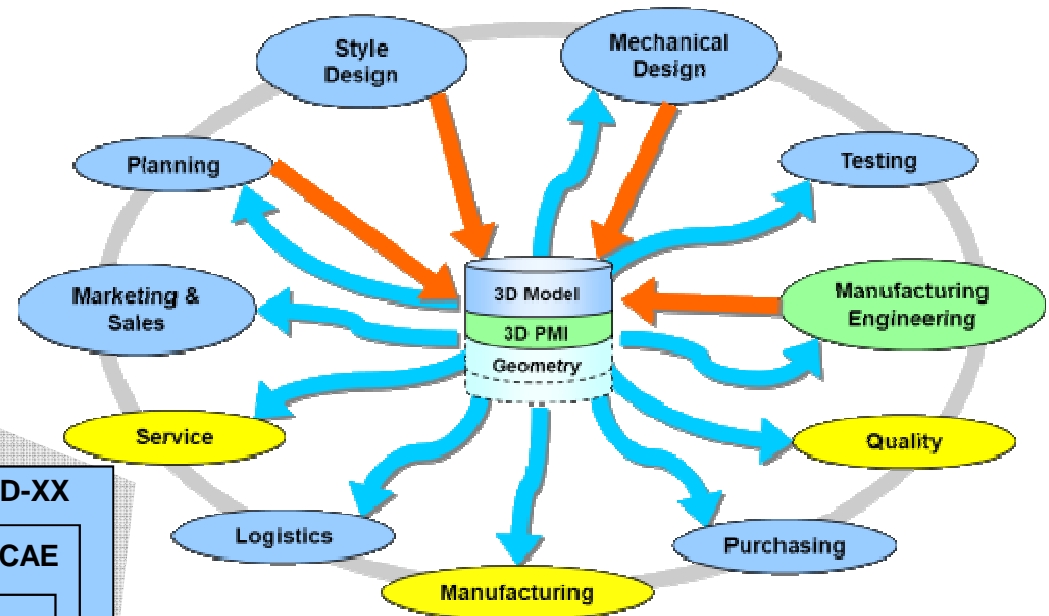 Style
Design
Mechanical
Design
Planning
Testing
Marketing &
Sales
3D Model
3D PMI
Geometry
Manufacturing
Engineering
Service
Quality
D-XX
CAE
Logistics
Purchasing
Manufacturing